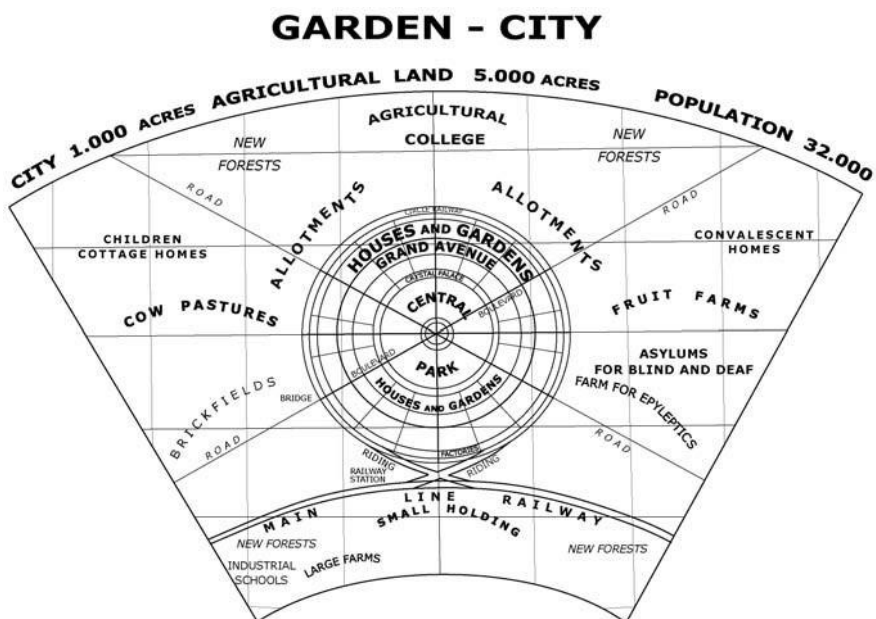 GARDEN - CITY
CITY 1.000 ACRES AGRICULTURAL LAND 5.000 ACRES POPULATION 32.000
AGRICULTURAL
COLLEGE
NEW
FORESTS
NEW
FORESTS
ROAD
ROAD
ALLOTMENTS
ALLOTMENTS
CIRCLE RAILWAY
HOUSES AND GARDENS
GRAND AVENUE
CRYSTAL PALACE
CHILDREN
COTTAGE HOMES
CONVALESCENT
HOMES
COW PASTURES
FRUIT FARMS
CENTRAL
PARK
BOULEVARD
BOULEVARD
ASYLUMS
FOR BLIND AND DEAF
FARM FOR EPYLEPTICS
HOUSES AND GARDENS
BRICKFIELDS
BRIDGE
ROAD
ROAD
FACTORIES
RIDING
RIDING
RAILWAY
STATION
MAIN LINE RAILWAY
SMALL HOLDING
NEW FORESTS
NEW FORESTS
INDUSTRIAL
SCHOOLS
LARGE FARMS